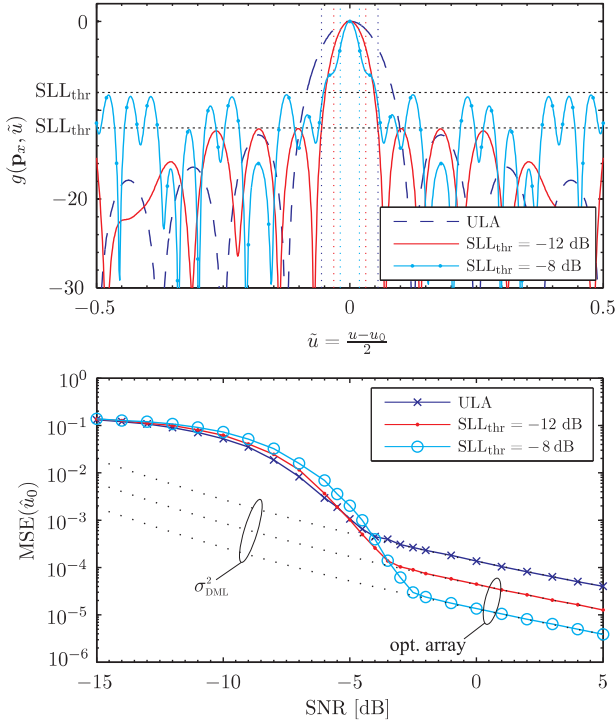 0
SLL_thr
SLL_thr
−20
−30
g(p_x, ũ)
ULA
SLL_thr = −12 dB
SLL_thr = −8 dB
−0.5 0 0.5
ũ = (u−u_0)/2
10^0
10^−1
10^−2
10^−3
10^−4
10^−5
10^−6
MSE(û_0)
ULA
SLL_thr = −12 dB
SLL_thr = −8 dB
σ²_DML
opt. array
−15 −10 −5 0 5
SNR [dB]